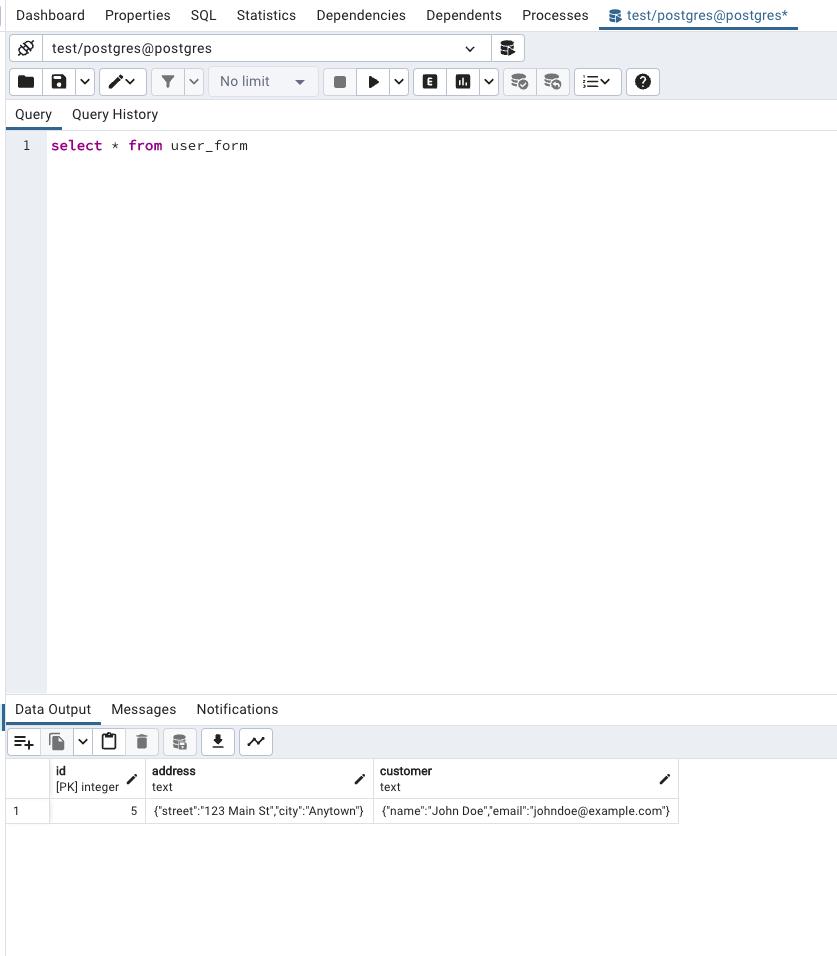 Dashboard Properties SQL Statistics Dependencies Dependents Processes test/postgres@postgres*
test/postgres@postgres
No limit E
Query Query History
1 select * from user_form
Data Output Messages Notifications
id address customer
[PK] integer text text
1 5 {"street":"123 Main St","city":"Anytown"} {"name":"John Doe","email":"johndoe@example.com"}